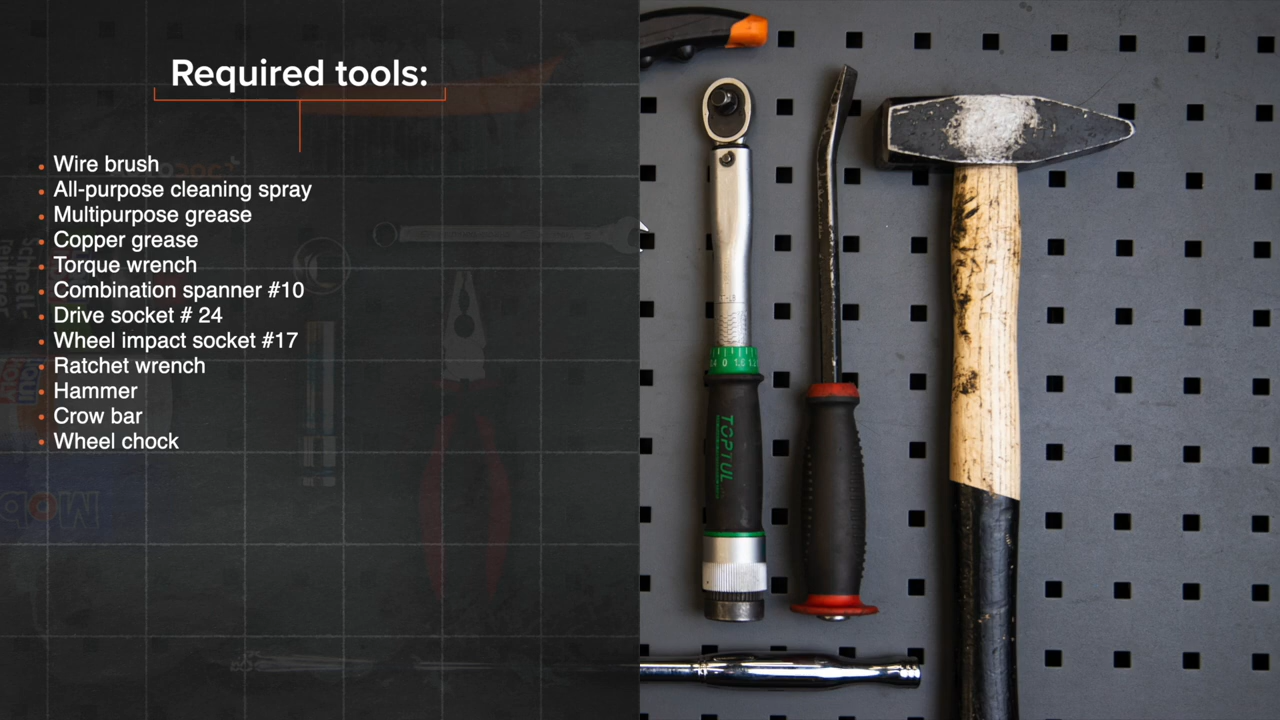 Required tools:
Wire brush
All-purpose cleaning spray
Multipurpose grease
Copper grease
Torque wrench
Combination spanner #10
Drive socket # 24
Wheel impact socket #17
Ratchet wrench
Hammer
Crow bar
Wheel chock
TOPTUL